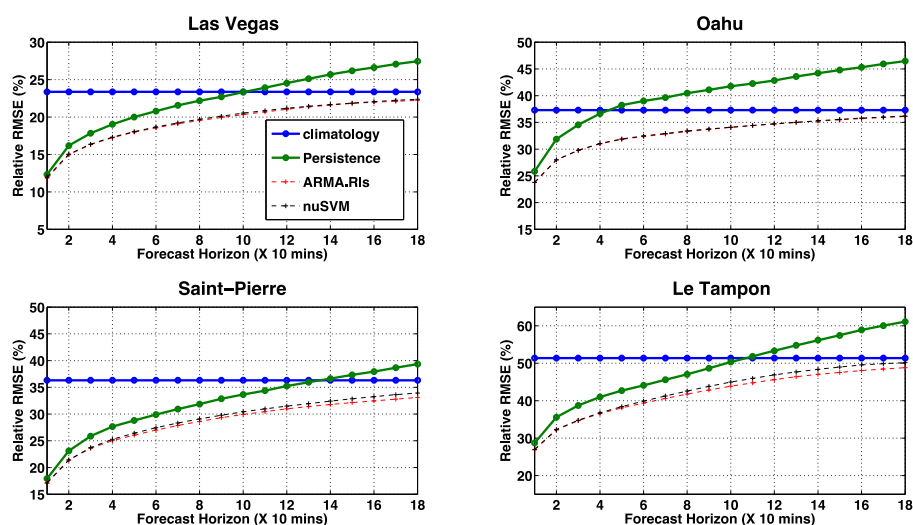 Las Vegas
Relative RMSE (%)
30
25
20
15
10
5
climatology
Persistence
ARMA.Rls
nuSVM
2 4 6 8 10 12 14 16 18
Forecast Horizon (X 10 mins)
Oahu
Relative RMSE (%)
50
45
40
35
30
25
20
15
2 4 6 8 10 12 14 16 18
Forecast Horizon (X 10 mins)
Saint−Pierre
Relative RMSE (%)
50
45
40
35
30
25
20
15
2 4 6 8 10 12 14 16 18
Forecast Horizon (X 10 mins)
Le Tampon
Relative RMSE (%)
60
50
40
30
20
2 4 6 8 10 12 14 16 18
Forecast Horizon (X 10 mins)